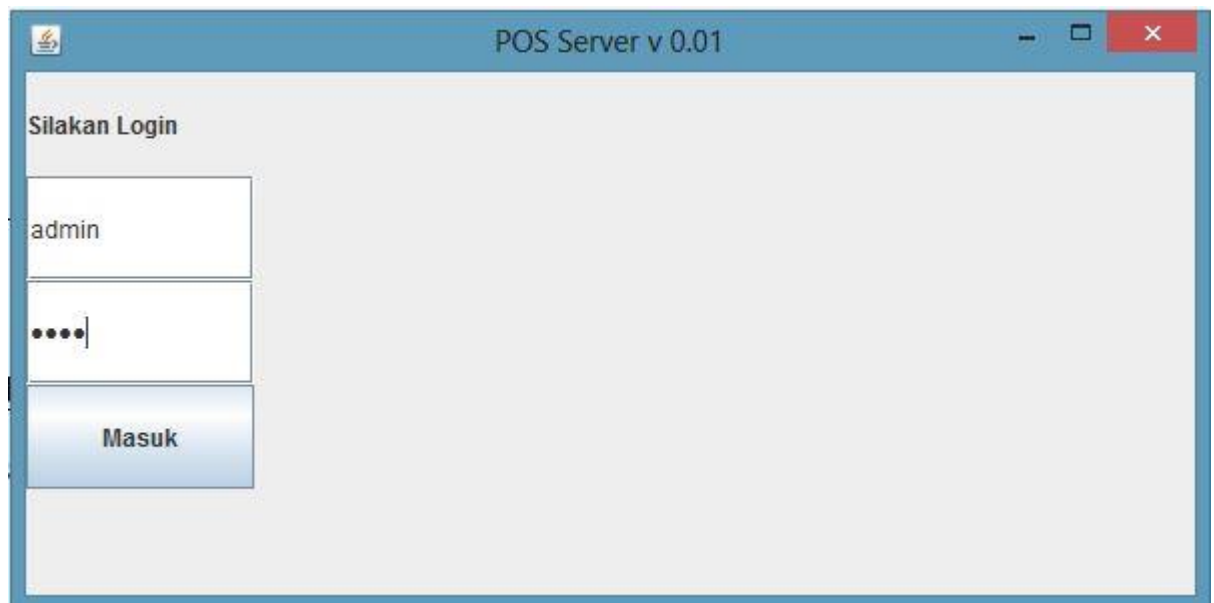 POS Server v 0.01
Silakan Login
admin
••••
Masuk